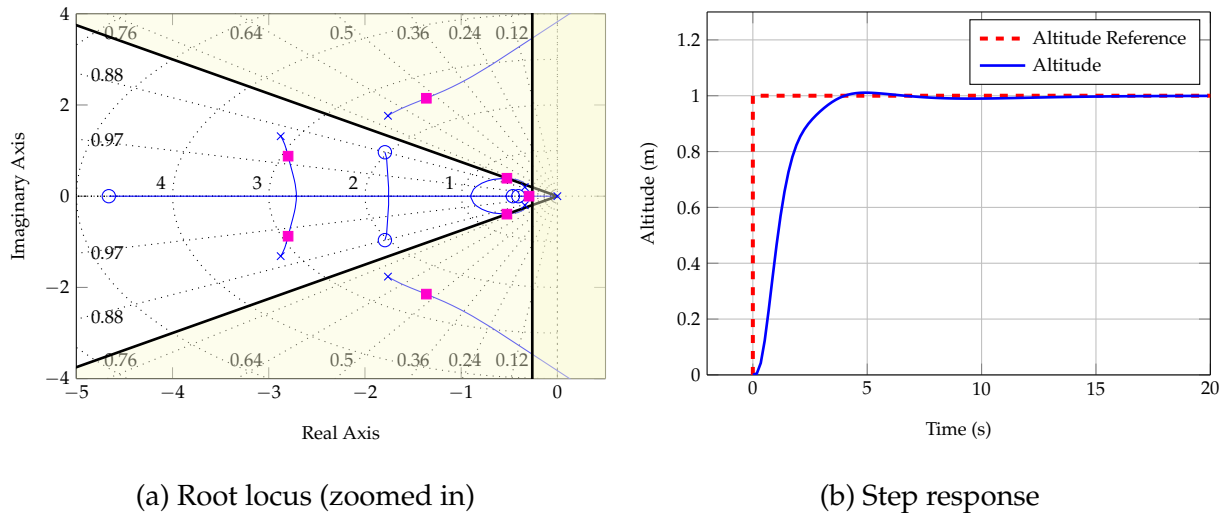 4
2
0
−2
−4
Imaginary Axis
0.76 0.64 0.5 0.36 0.24 0.12
0.88
0.97
4 3 2 1
0.97
0.88
0.76 0.64 0.5 0.36 0.24 0.12
−5 −4 −3 −2 −1 0
Real Axis
(a) Root locus (zoomed in)
1.2
1
0.8
0.6
0.4
0.2
0
Altitude (m)
Altitude Reference
Altitude
0 5 10 15 20
Time (s)
(b) Step response